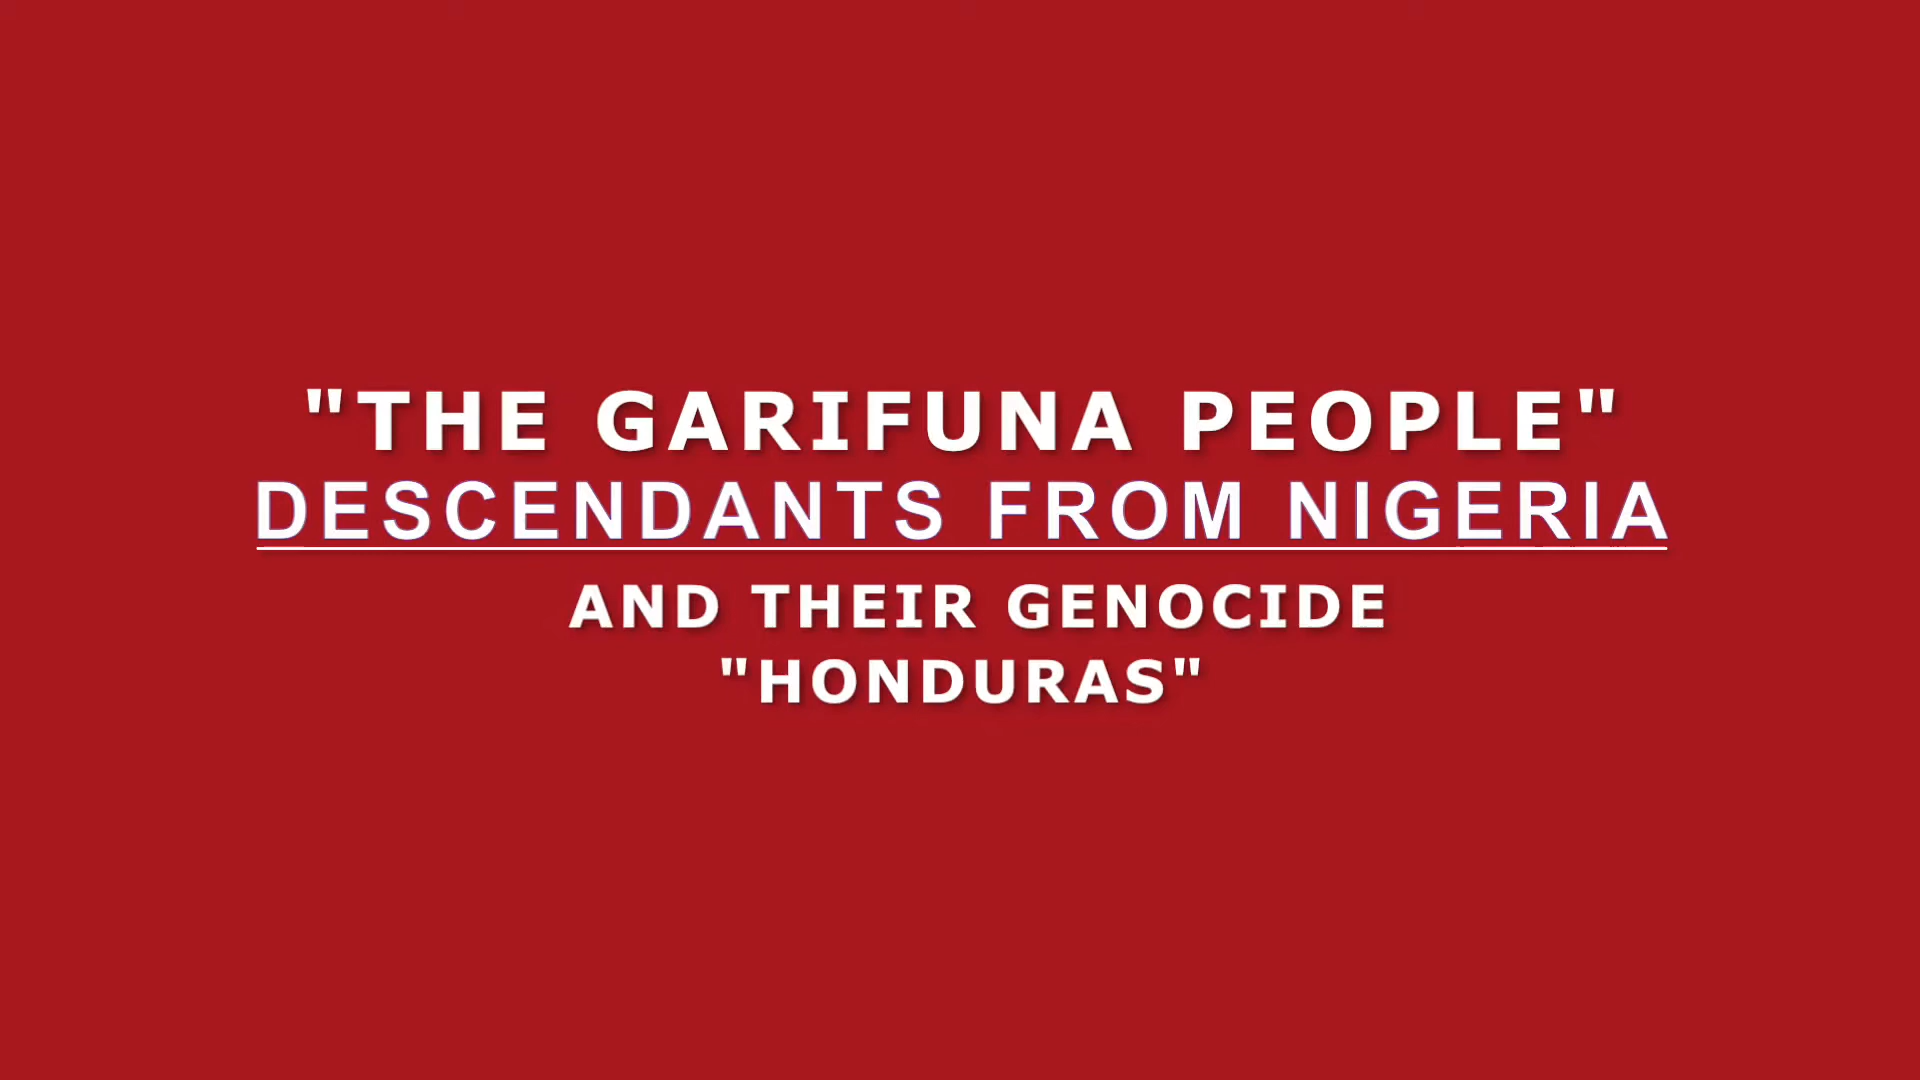 "THE GARIFUNA PEOPLE"
DESCENDANTS FROM NIGERIA
AND THEIR GENOCIDE
"HONDURAS"